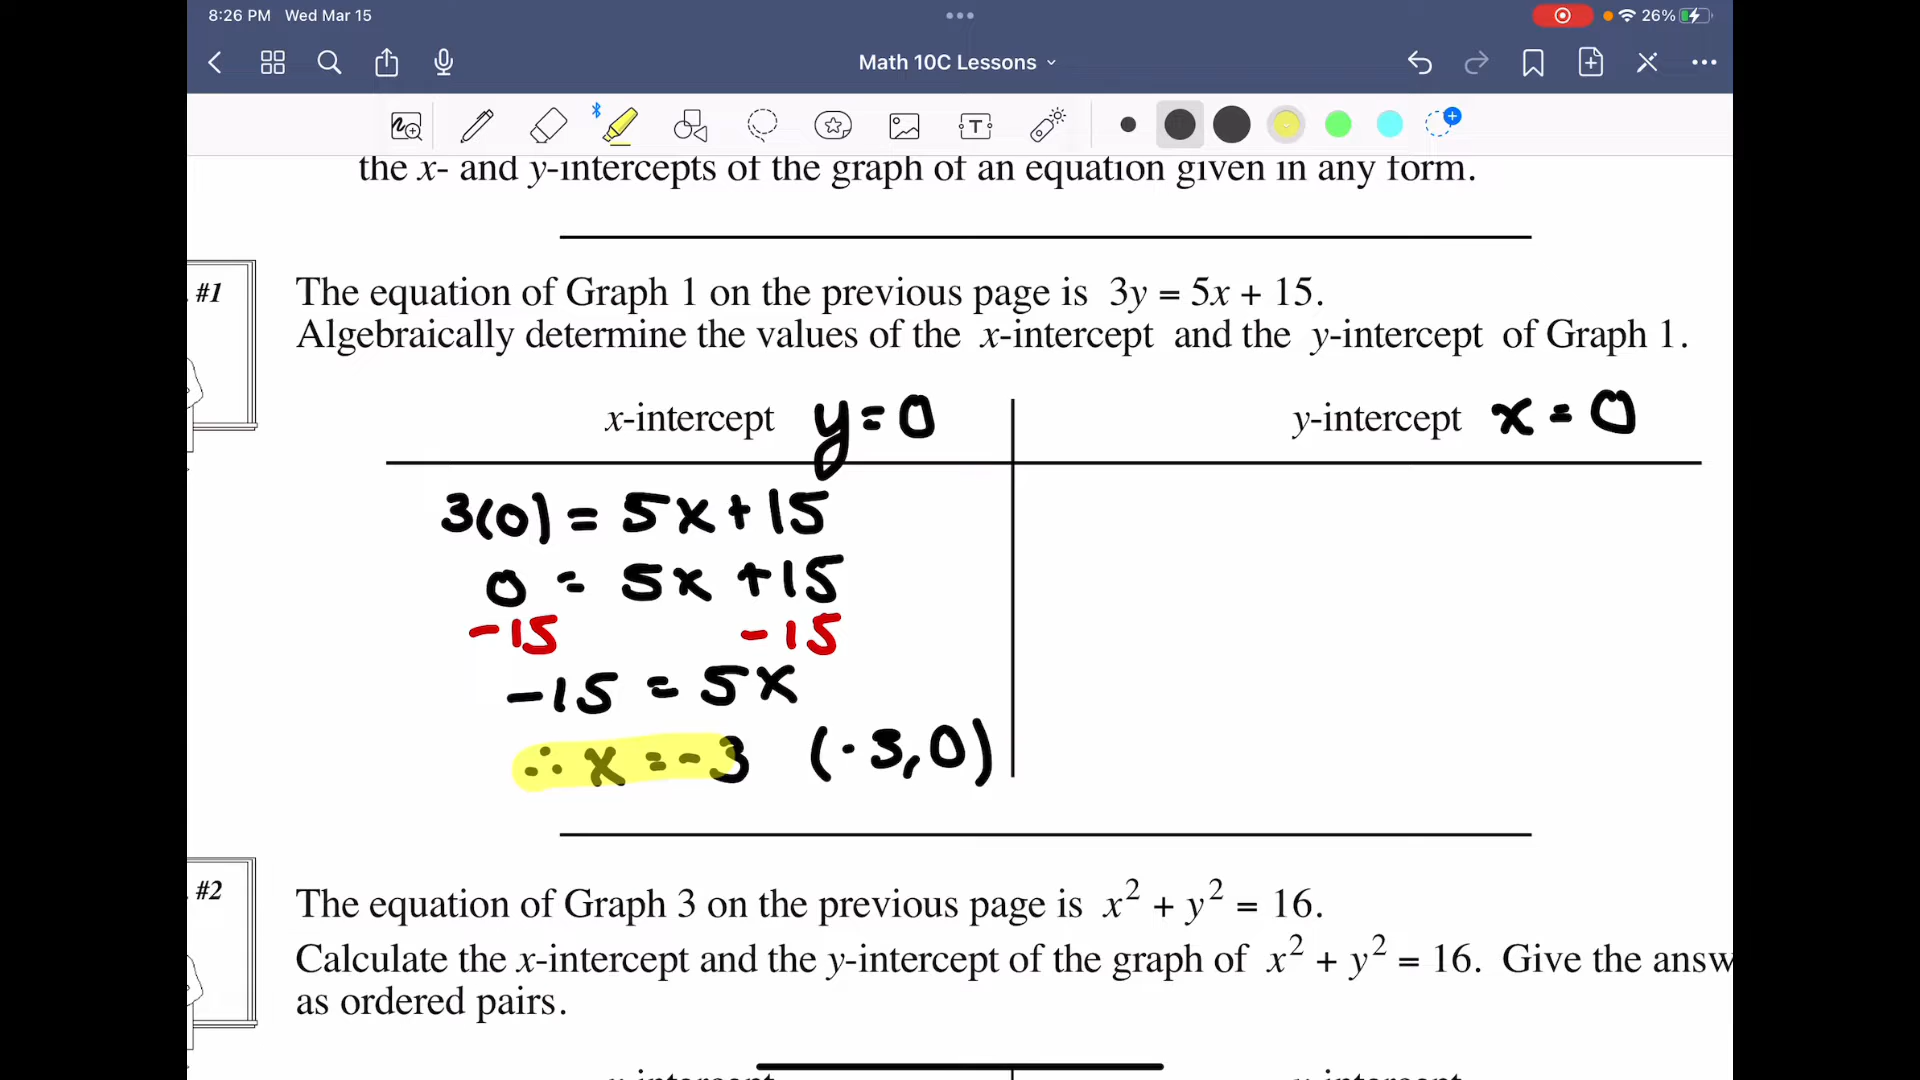 8:26 PM Wed Mar 15
26%
Math 10C Lessons
the x- and y-intercepts of the graph of an equation given in any form.
. #1
The equation of Graph 1 on the previous page is 3y = 5x + 15.
Algebraically determine the values of the x-intercept and the y-intercept of Graph 1.
x-intercept y = 0
y-intercept x = 0
3(0) = 5x + 15
0 = 5x + 15
-15 -15
-15 = 5x
∴ x = -3 (-3,0)
. #2
The equation of Graph 3 on the previous page is x² + y² = 16.
Calculate the x-intercept and the y-intercept of the graph of x² + y² = 16. Give the answ
as ordered pairs.